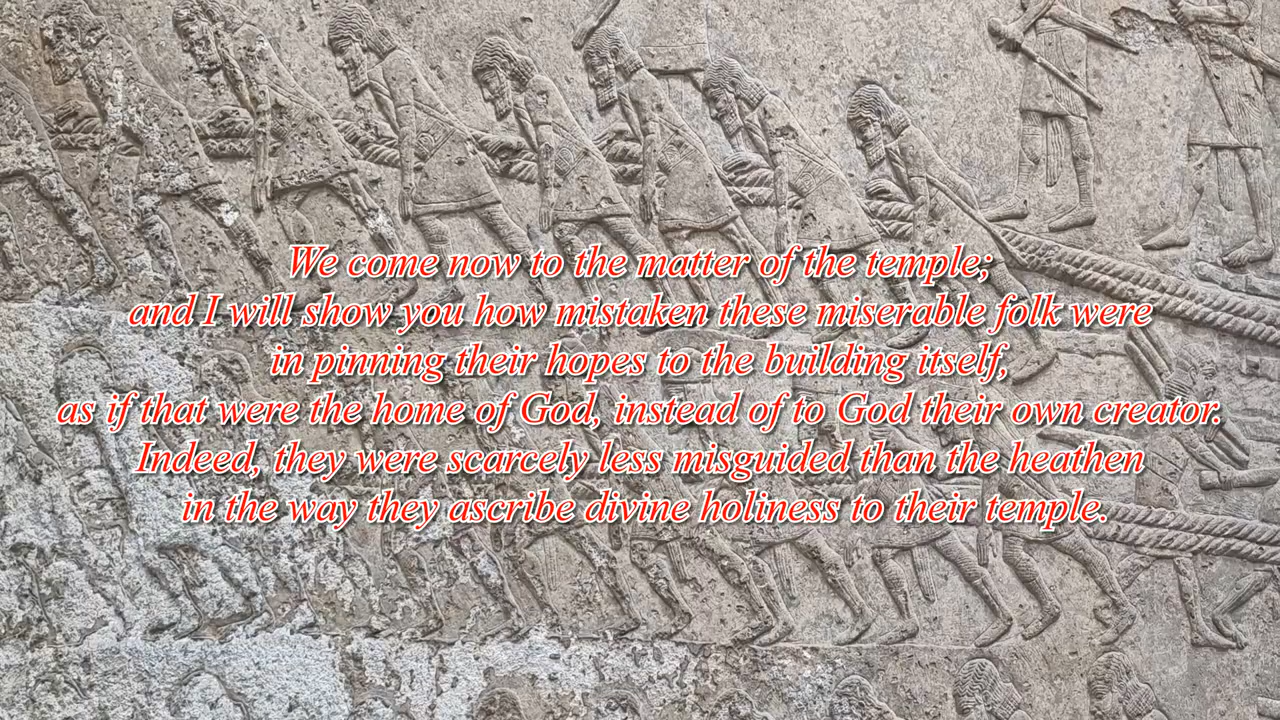 We come now to the matter of the temple;
and I will show you how mistaken these miserable folk were
in pinning their hopes to the building itself,
as if that were the home of God, instead of to God their own creator.
Indeed, they were scarcely less misguided than the heathen
in the way they ascribe divine holiness to their temple.